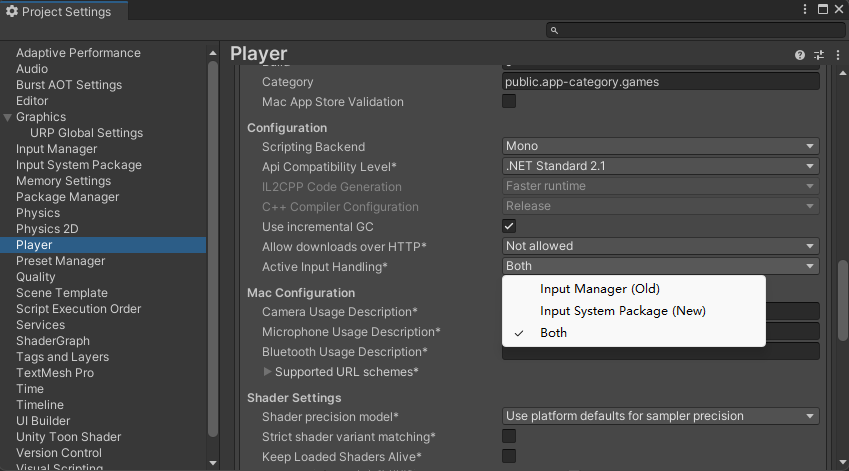 Project Settings
Adaptive Performance
Audio
Burst AOT Settings
Editor
Graphics
URP Global Settings
Input Manager
Input System Package
Memory Settings
Package Manager
Physics
Physics 2D
Player
Preset Manager
Quality
Scene Template
Script Execution Order
Services
ShaderGraph
Tags and Layers
TextMesh Pro
Time
Timeline
UI Builder
Unity Toon Shader
Version Control
Visual Scripting
Player
Category public.app-category.games
Mac App Store Validation
Configuration
Scripting Backend Mono
Api Compatibility Level* .NET Standard 2.1
IL2CPP Code Generation Faster runtime
C++ Compiler Configuration Release
Use incremental GC
Allow downloads over HTTP* Not allowed
Active Input Handling* Both
Input Manager (Old)
Input System Package (New)
Both
Mac Configuration
Camera Usage Description*
Microphone Usage Description*
Bluetooth Usage Description*
Supported URL schemes*
Shader Settings
Shader precision model* Use platform defaults for sampler precision
Strict shader variant matching*
Keep Loaded Shaders Alive*